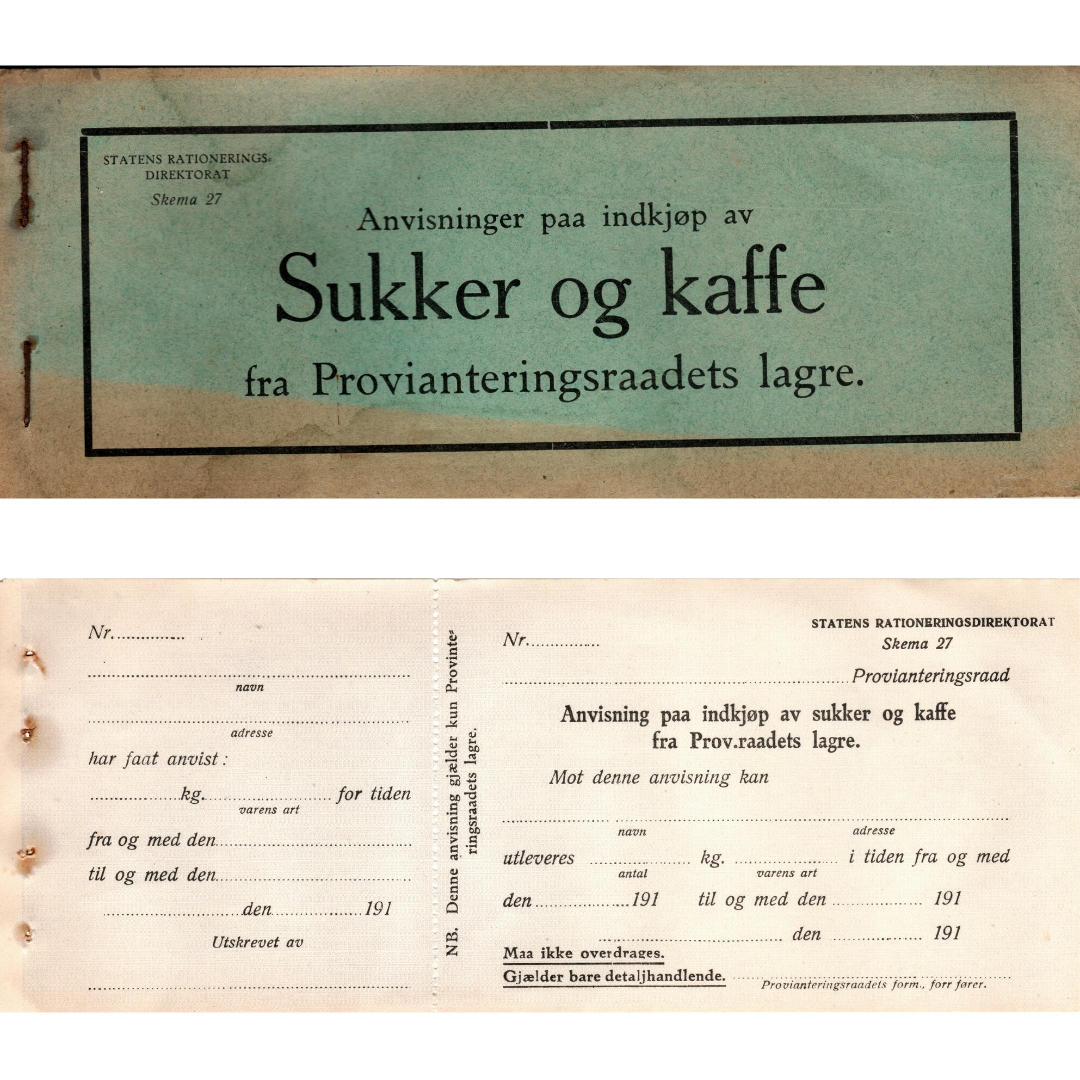 STATENS RATIONERINGS-
DIREKTORAT
Skema 27
Anvisninger paa indkjøp av
Sukker og kaffe
fra Provianteringsraadets lagre.
Nr...............
navn
adresse
har faat anvist :
kg. for tiden
varens art
fra og med den
til og med den
den 191
Utskrevet av
NB. Denne anvisning gjælder kun Provinte-
ringsraadets lagre.
STATENS RATIONERINGSDIREKTORAT
Nr............... Skema 27
Provianteringsraad
Anvisning paa indkjøp av sukker og kaffe
fra Prov.raadets lagre.
Mot denne anvisning kan
navn adresse
utleveres kg. i tiden fra og med
antal varens art
den 191 til og med den 191
den 191
Maa ikke overdrages.
Gjælder bare detaljhandlende.
Provianteringsraadets form., forr fører.